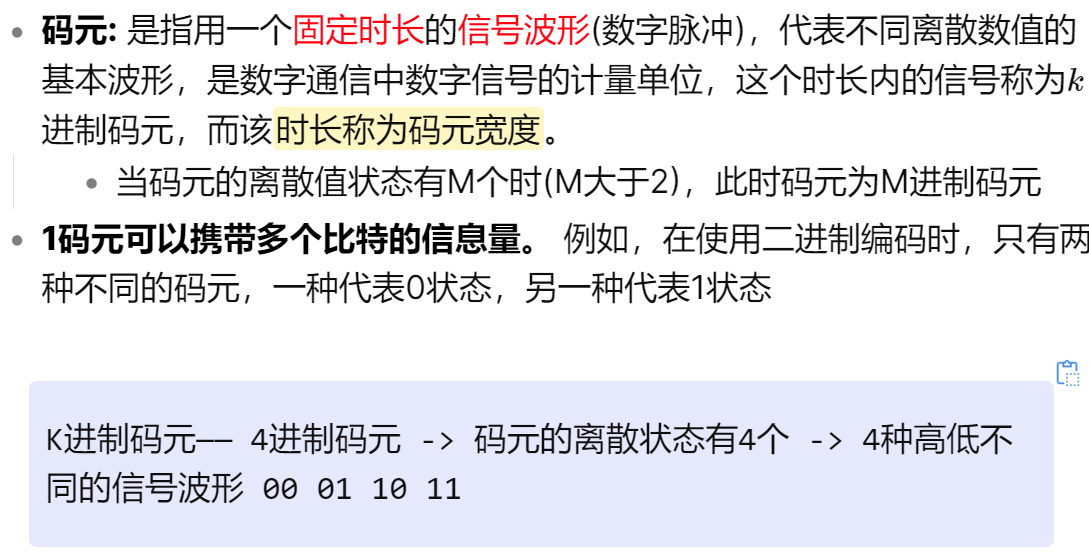 码元: 是指用一个固定时长的信号波形(数字脉冲)，代表不同离散数值的
基本波形，是数字通信中数字信号的计量单位，这个时长内的信号称为k
进制码元，而该时长称为码元宽度。
当码元的离散值状态有M个时(M大于2)，此时码元为M进制码元
1码元可以携带多个比特的信息量。 例如，在使用二进制编码时，只有两
种不同的码元，一种代表0状态，另一种代表1状态
K进制码元—— 4进制码元 -> 码元的离散状态有4个 -> 4种高低不
同的信号波形 00 01 10 11